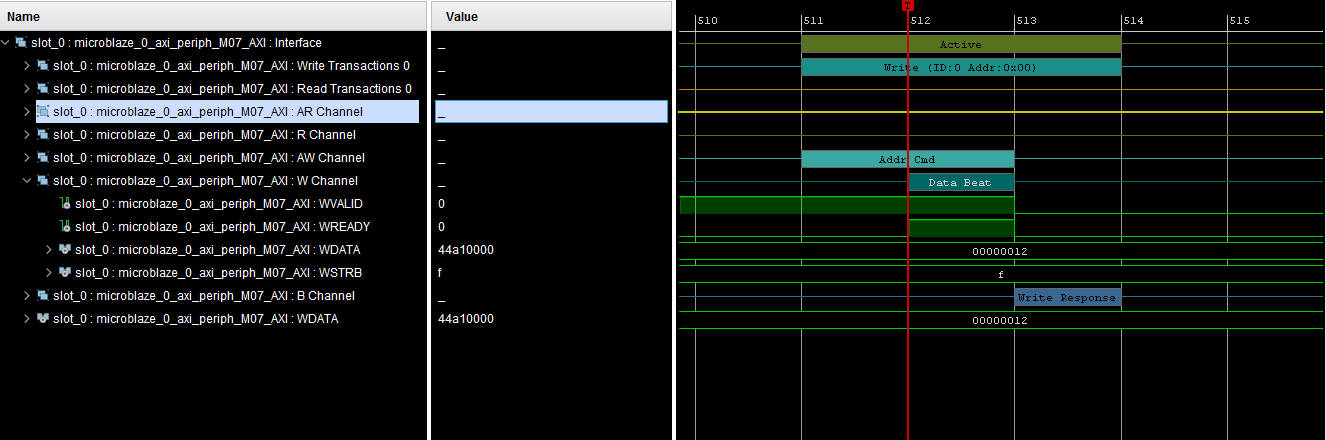 Name Value
510 511 512 513 514 515
T
slot_0 : microblaze_0_axi_periph_M07_AXI : Interface _ Active
slot_0 : microblaze_0_axi_periph_M07_AXI : Write Transactions 0 _ Write (ID:0 Addr:0x00)
slot_0 : microblaze_0_axi_periph_M07_AXI : Read Transactions 0 _
slot_0 : microblaze_0_axi_periph_M07_AXI : AR Channel _
slot_0 : microblaze_0_axi_periph_M07_AXI : R Channel _
slot_0 : microblaze_0_axi_periph_M07_AXI : AW Channel _ Addr Cmd
slot_0 : microblaze_0_axi_periph_M07_AXI : W Channel _ Data Beat
slot_0 : microblaze_0_axi_periph_M07_AXI : WVALID 0
slot_0 : microblaze_0_axi_periph_M07_AXI : WREADY 0
slot_0 : microblaze_0_axi_periph_M07_AXI : WDATA 44a10000 00000012
slot_0 : microblaze_0_axi_periph_M07_AXI : WSTRB f f
slot_0 : microblaze_0_axi_periph_M07_AXI : B Channel _ Write Response
slot_0 : microblaze_0_axi_periph_M07_AXI : WDATA 44a10000 00000012